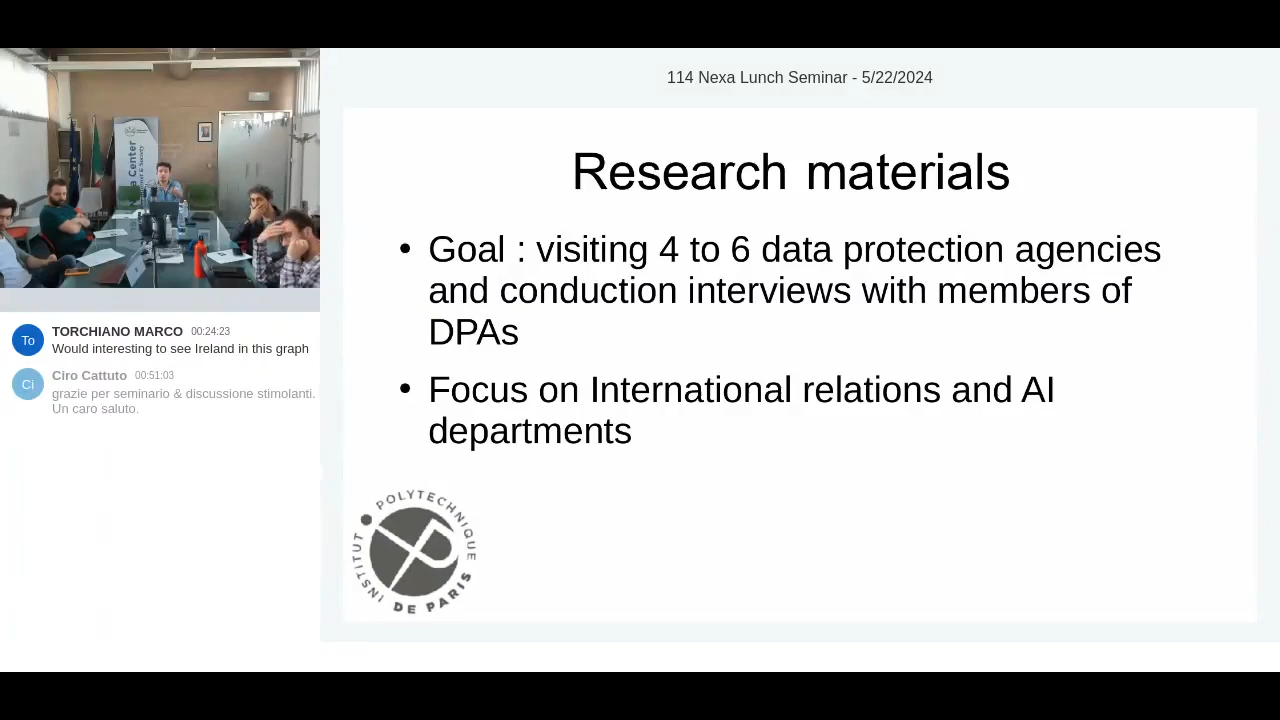 114 Nexa Lunch Seminar - 5/22/2024
Research materials
• Goal : visiting 4 to 6 data protection agencies
and conduction interviews with members of
DPAs
• Focus on International relations and AI
departments
INSTITUT POLYTECHNIQUE
DE PARIS
To
TORCHIANO MARCO 00:24:23
Would interesting to see Ireland in this graph
Ci
Ciro Cattuto 00:51:03
grazie per seminario & discussione stimolanti.
Un caro saluto.
Center
& Society